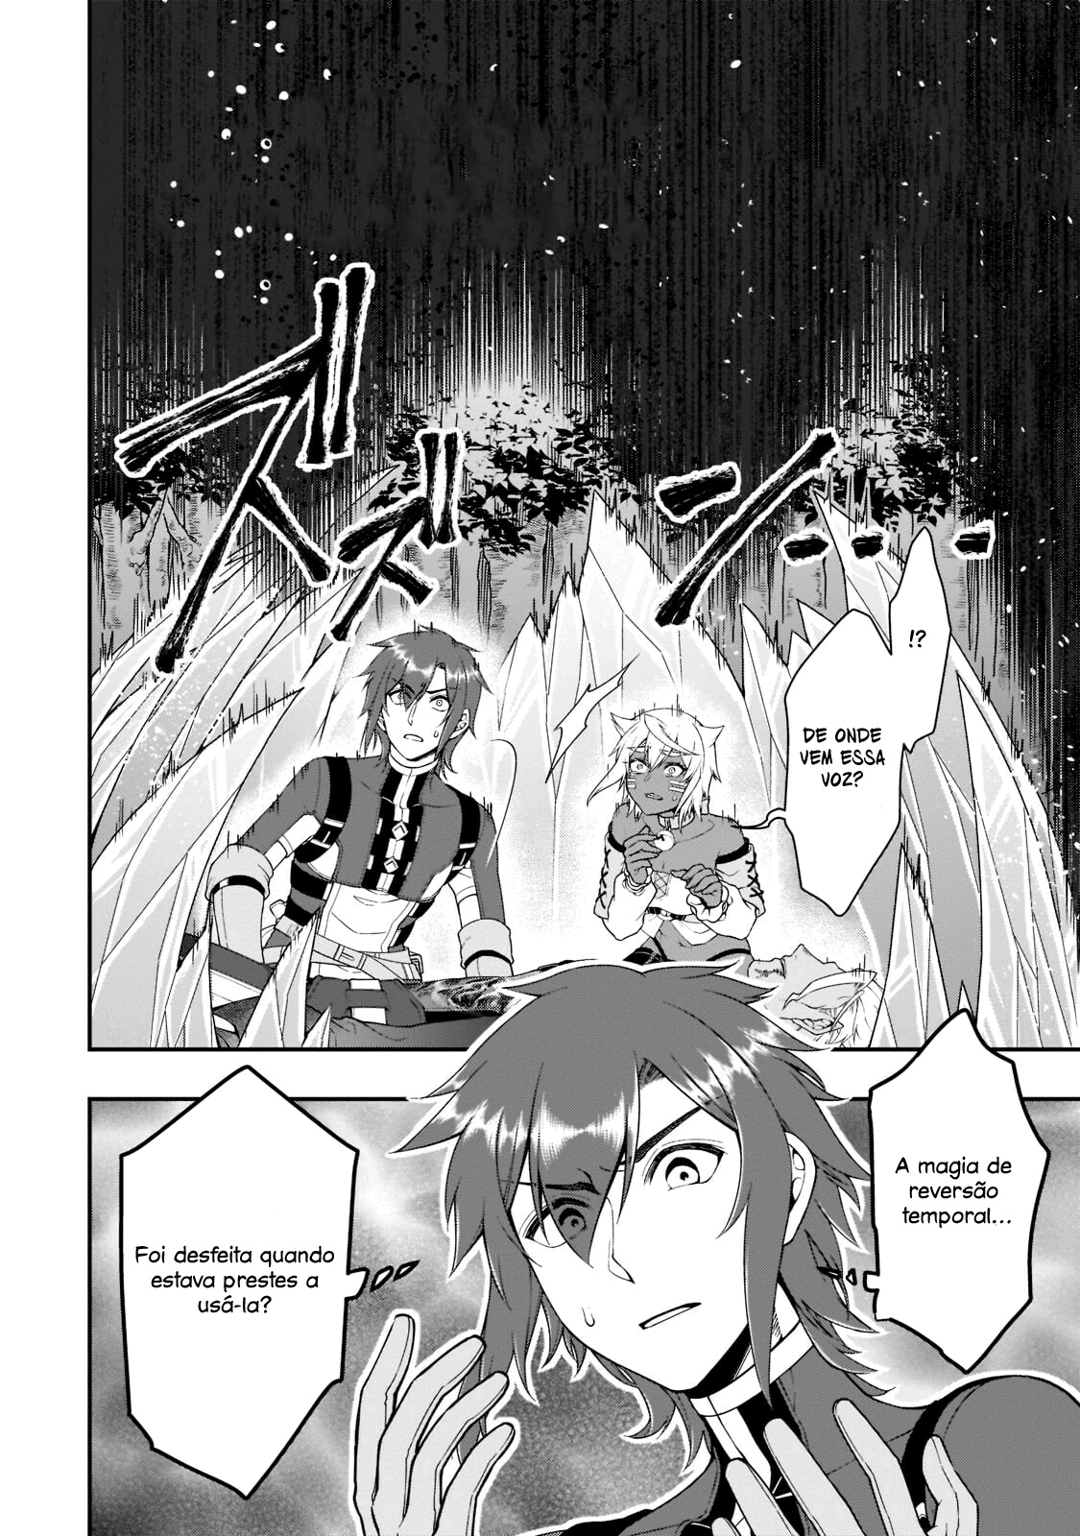 ズズズン…
!?
DE ONDE
VEM ESSA
VOZ?
A magia de
reversão
temporal...
Foi desfeita quando
estava prestes a
usá-la?